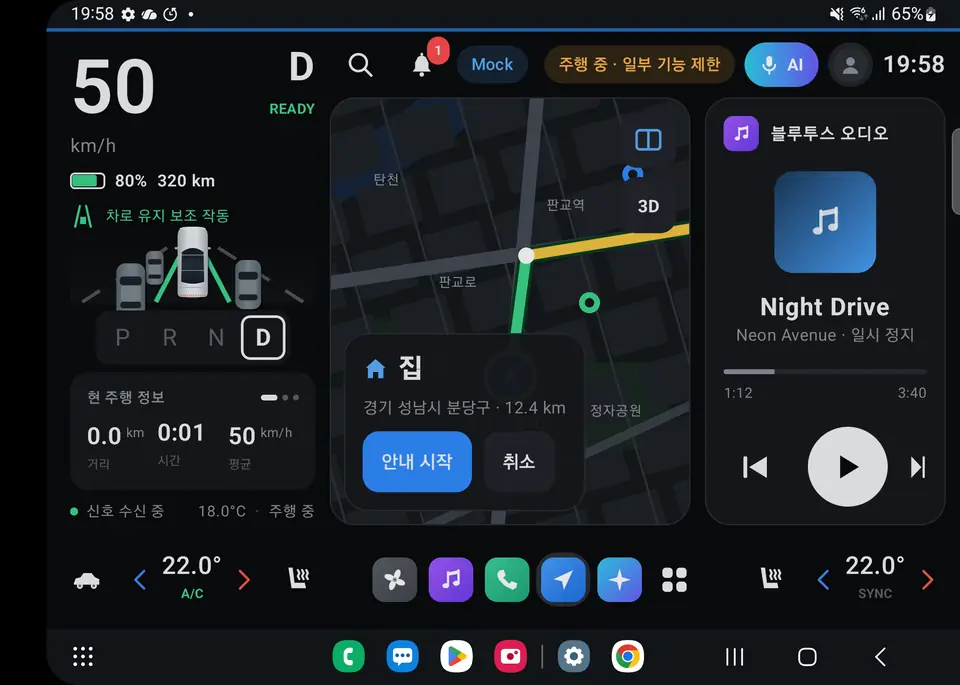 19:58
65%
50
D
km/h
READY
80% 320 km
차로 유지 보조 작동
P R N D
현 주행 정보
0.0 km 0:01 50 km/h
거리 시간 평균
신호 수신 중 18.0°C · 주행 중
1
Mock
주행 중 · 일부 기능 제한
AI
19:58
탄천
판교역
3D
판교로
정자공원
집
경기 성남시 분당구 · 12.4 km
안내 시작 취소
블루투스 오디오
Night Drive
Neon Avenue · 일시 정지
1:12 3:40
22.0°
A/C
22.0°
SYNC